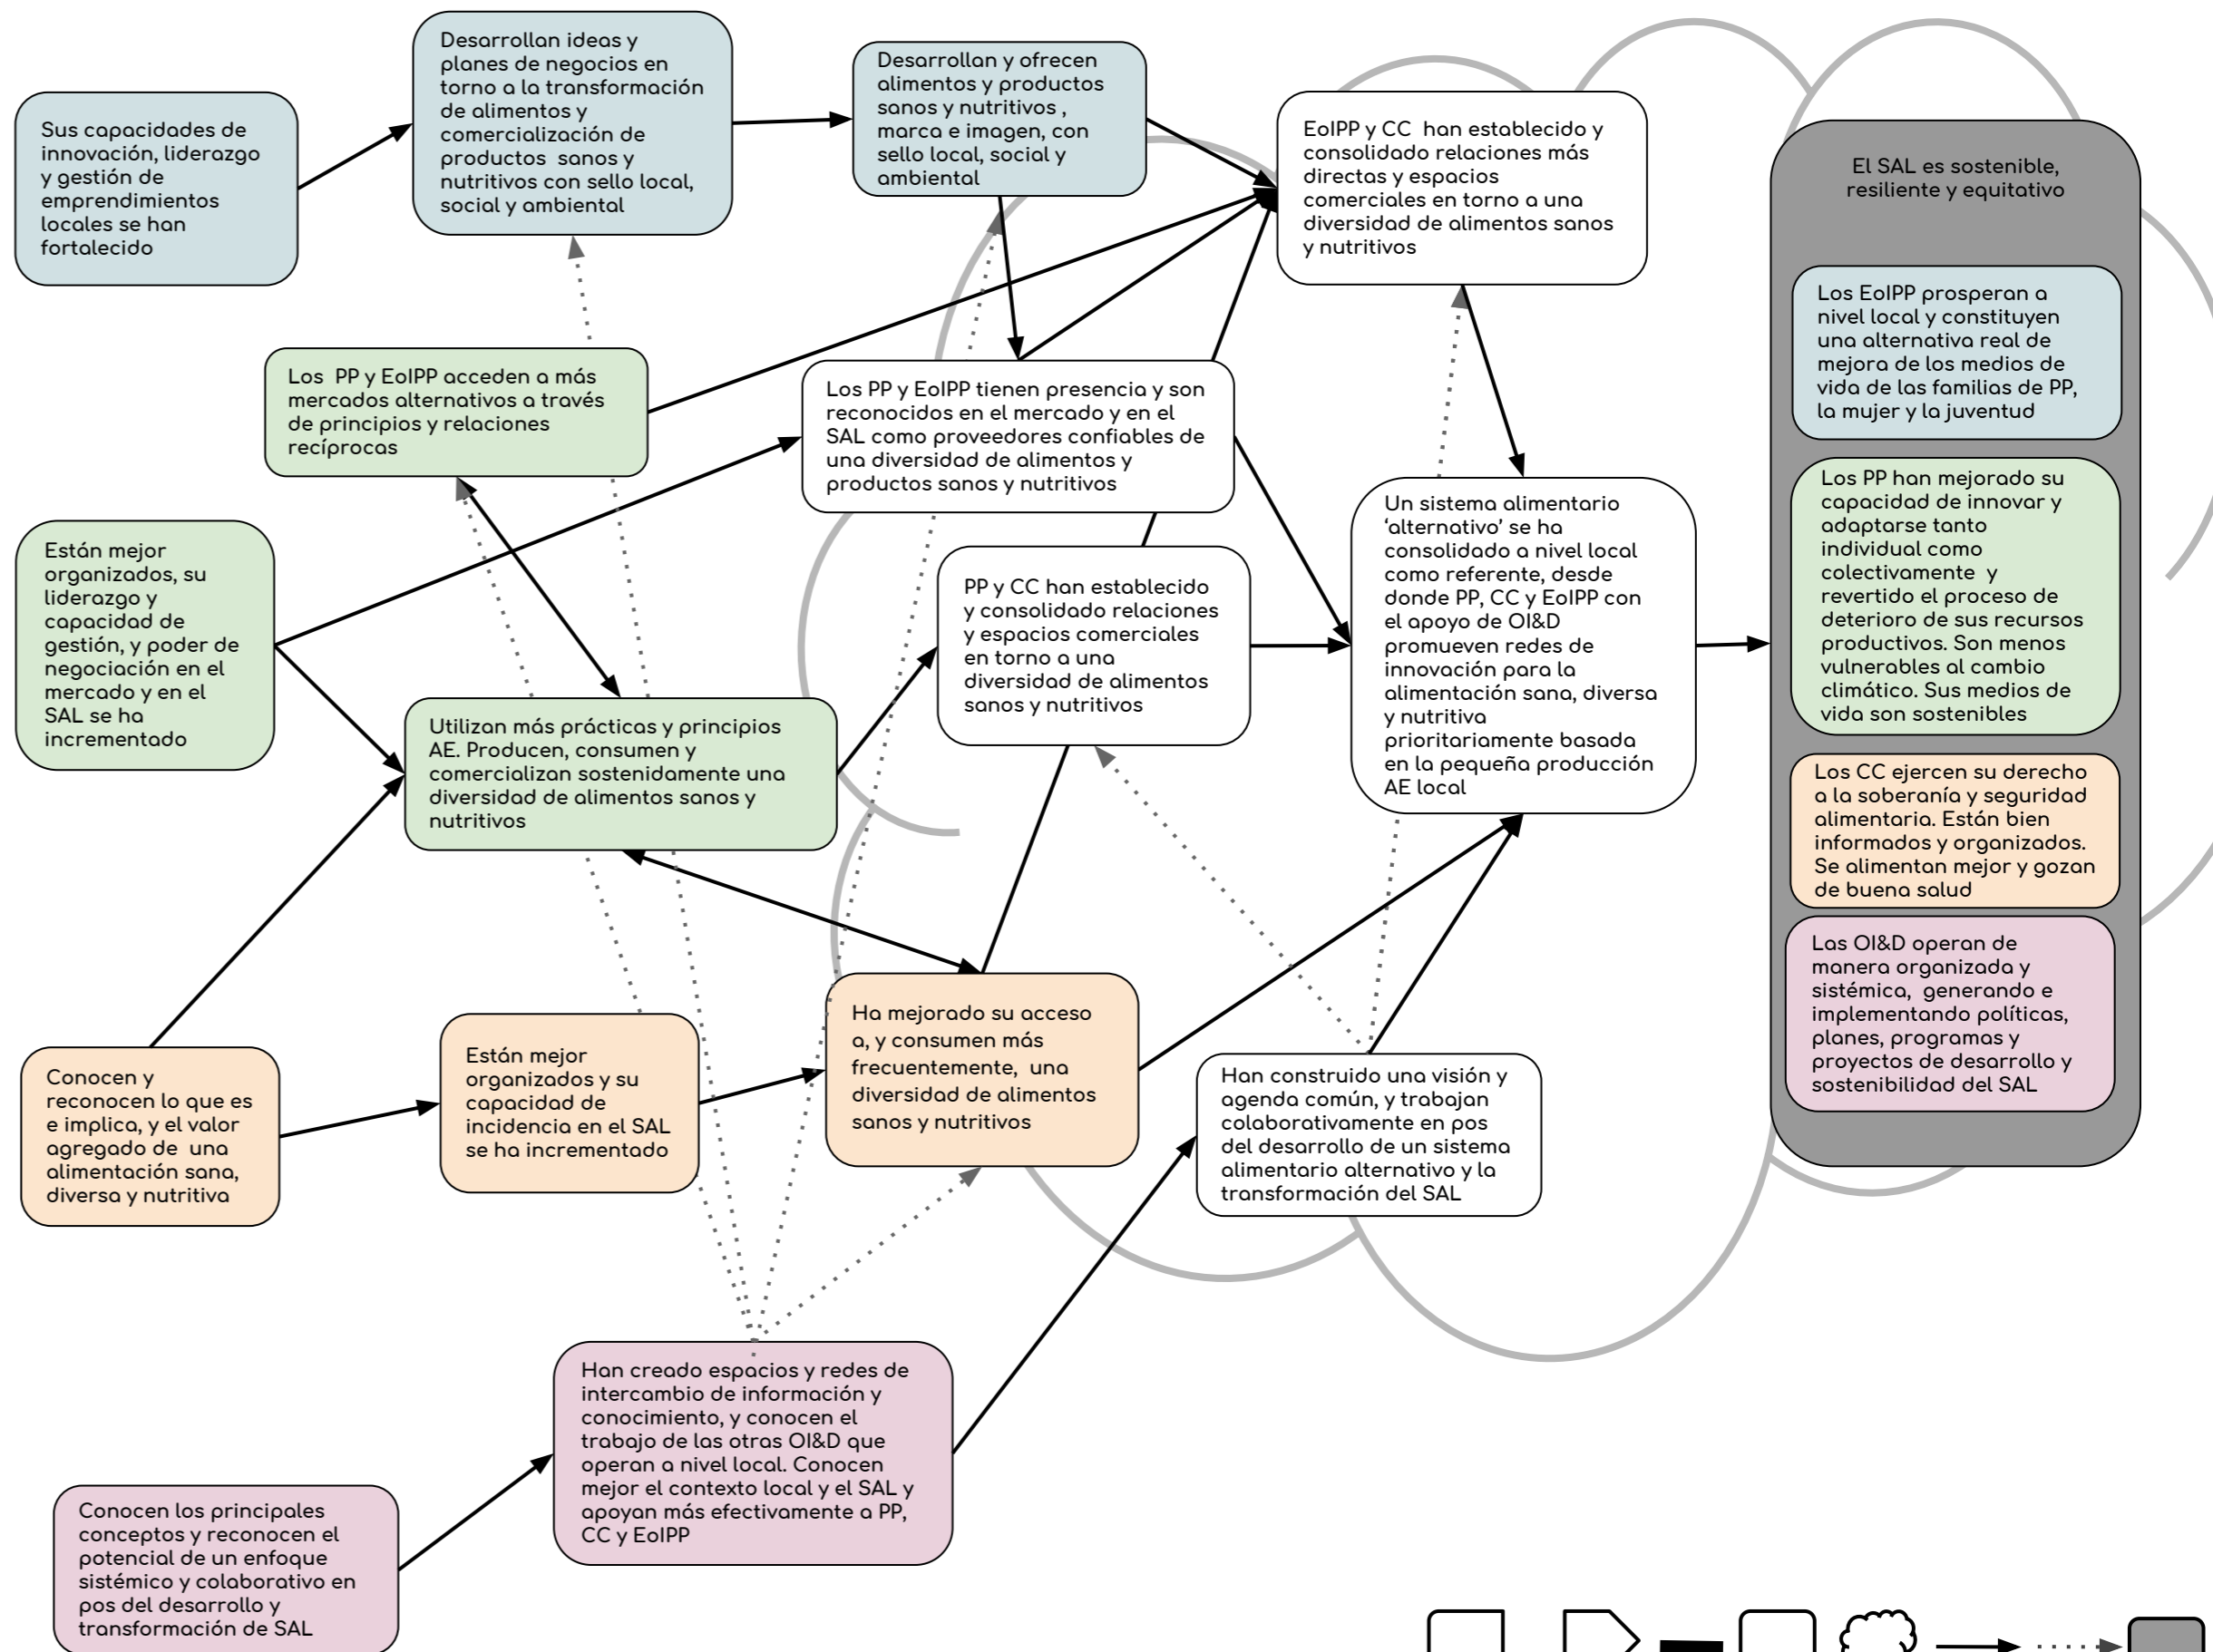 Sus capacidades de
innovación, liderazgo
y gestión de
emprendimientos
locales se han
fortalecido
Desarrollan ideas y
planes de negocios en
torno a la transformación
de alimentos y
comercialización de
productos sanos y
nutritivos con sello local,
social y ambiental
Desarrollan y ofrecen
alimentos y productos
sanos y nutritivos ,
marca e imagen, con
sello local, social y
ambiental
EoIPP y CC han establecido y
consolidado relaciones más
directas y espacios
comerciales en torno a una
diversidad de alimentos sanos
y nutritivos
Los PP y EoIPP acceden a más
mercados alternativos a través
de principios y relaciones
recíprocas
Los PP y EoIPP tienen presencia y son
reconocidos en el mercado y en el
SAL como proveedores confiables de
una diversidad de alimentos y
productos sanos y nutritivos
Están mejor
organizados, su
liderazgo y
capacidad de
gestión, y poder de
negociación en el
mercado y en el
SAL se ha
incrementado
Utilizan más prácticas y principios
AE. Producen, consumen y
comercializan sostenidamente una
diversidad de alimentos sanos y
nutritivos
PP y CC han establecido
y consolidado relaciones
y espacios comerciales
en torno a una
diversidad de alimentos
sanos y nutritivos
Un sistema alimentario
‘alternativo’ se ha
consolidado a nivel local
como referente, desde
donde PP, CC y EoIPP con
el apoyo de OI&D
promueven redes de
innovación para la
alimentación sana, diversa
y nutritiva
prioritariamente basada
en la pequeña producción
AE local
Conocen y
reconocen lo que es
e implica, y el valor
agregado de una
alimentación sana,
diversa y nutritiva
Están mejor
organizados y su
capacidad de
incidencia en el SAL
se ha incrementado
Ha mejorado su acceso
a, y consumen más
frecuentemente, una
diversidad de alimentos
sanos y nutritivos
Han construido una visión y
agenda común, y trabajan
colaborativamente en pos
del desarrollo de un sistema
alimentario alternativo y la
transformación del SAL
Han creado espacios y redes de
intercambio de información y
conocimiento, y conocen el
trabajo de las otras OI&D que
operan a nivel local. Conocen
mejor el contexto local y el SAL y
apoyan más efectivamente a PP,
CC y EoIPP
Conocen los principales
conceptos y reconocen el
potencial de un enfoque
sistémico y colaborativo en
pos del desarrollo y
transformación de SAL
El SAL es sostenible,
resiliente y equitativo
Los EoIPP prosperan a
nivel local y constituyen
una alternativa real de
mejora de los medios de
vida de las familias de PP,
la mujer y la juventud
Los PP han mejorado su
capacidad de innovar y
adaptarse tanto
individual como
colectivamente y
revertido el proceso de
deterioro de sus recursos
productivos. Son menos
vulnerables al cambio
climático. Sus medios de
vida son sostenibles
Los CC ejercen su derecho
a la soberanía y seguridad
alimentaria. Están bien
informados y organizados.
Se alimentan mejor y gozan
de buena salud
Las OI&D operan de
manera organizada y
sistémica, generando e
implementando políticas,
planes, programas y
proyectos de desarrollo y
sostenibilidad del SAL